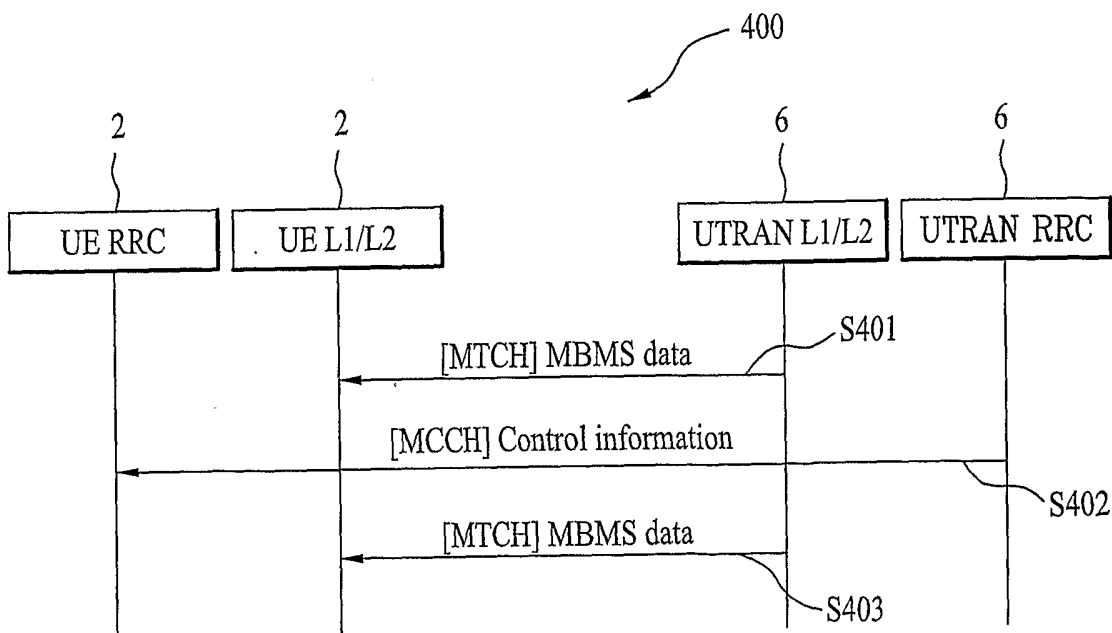 400
2
2
6
6
UE RRC
UE L1/L2
UTRAN L1/L2
UTRAN RRC
S401
[MTCH] MBMS data
[MCCH] Control information
S402
[MTCH] MBMS data
S403